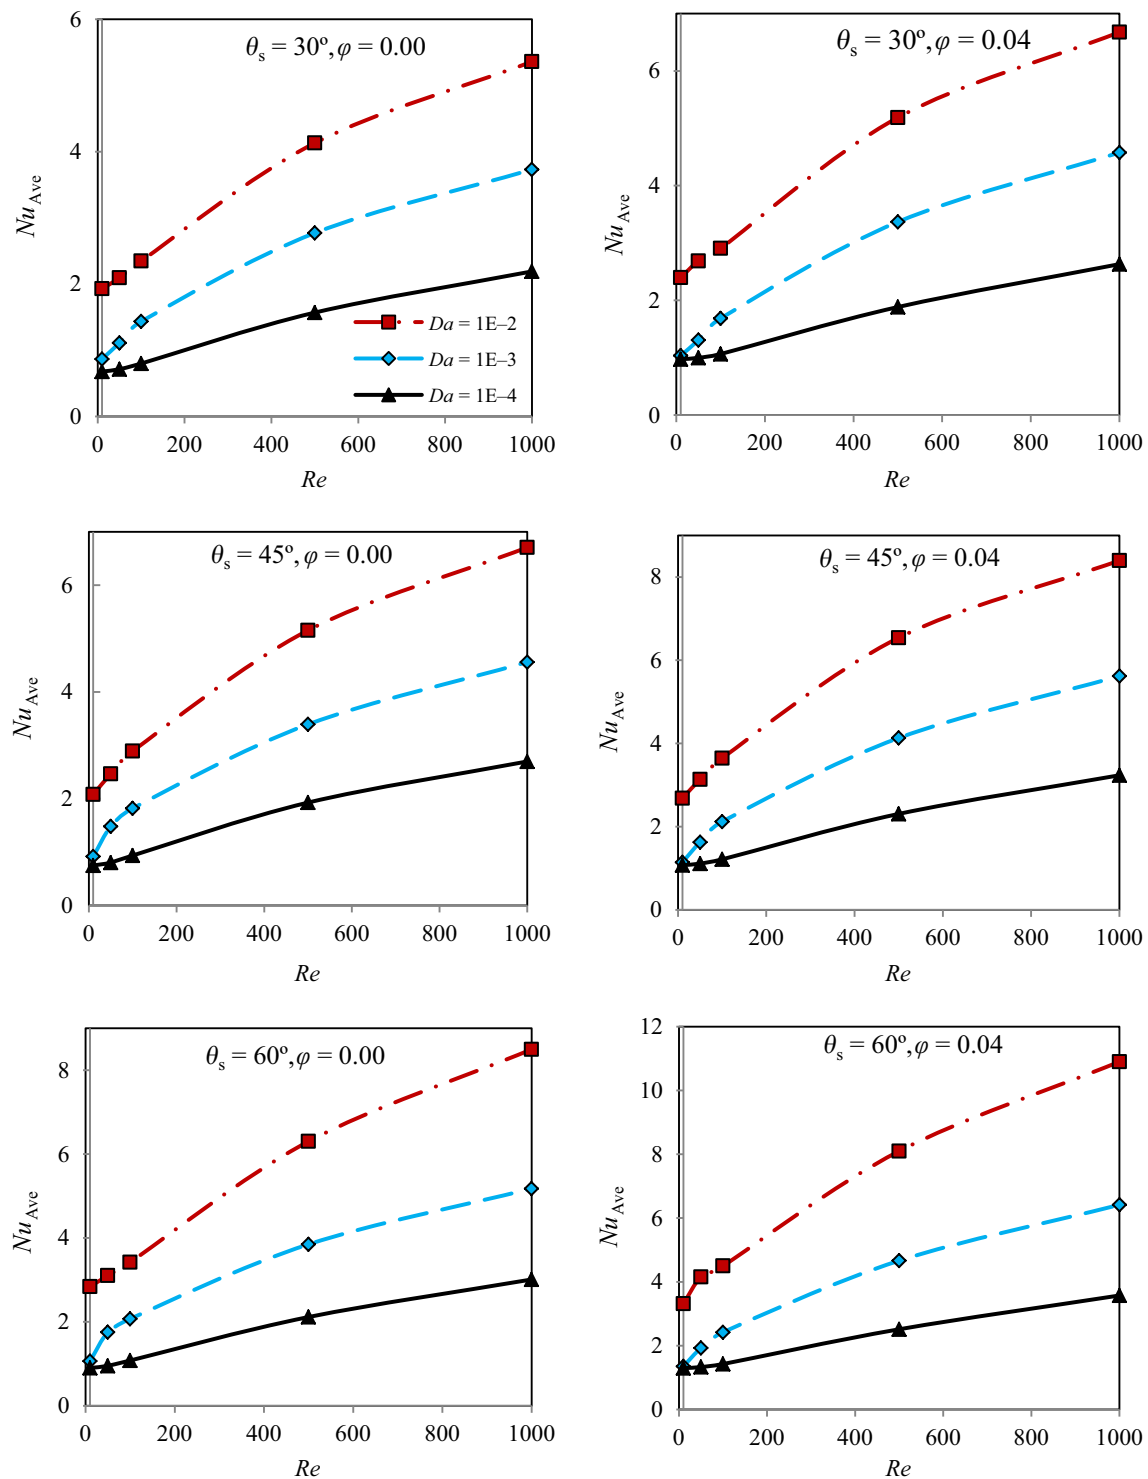 θs = 30º, φ = 0.00
6
4
2
0
NuAve
Da = 1E–2
Da = 1E–3
Da = 1E–4
0 200 400 600 800 1000
Re
θs = 30º, φ = 0.04
6
4
2
0
NuAve
0 200 400 600 800 1000
Re
θs = 45º, φ = 0.00
6
4
2
0
NuAve
0 200 400 600 800 1000
Re
θs = 45º, φ = 0.04
8
6
4
2
0
NuAve
0 200 400 600 800 1000
Re
θs = 60º, φ = 0.00
8
6
4
2
0
NuAve
0 200 400 600 800 1000
Re
θs = 60º, φ = 0.04
12
10
8
6
4
2
0
NuAve
0 200 400 600 800 1000
Re